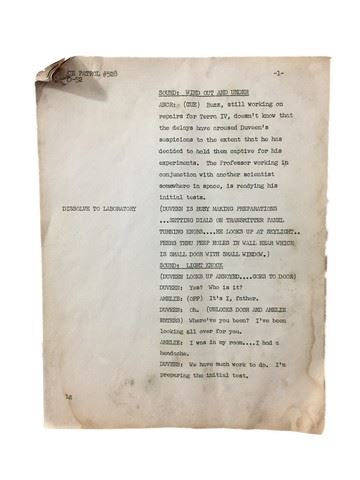 CE PATROL #528 -1-
0-52
SOUND: WIND OUT AND UNDER
ANCR: (CUE) Buzz, still working on
repairs for Terra IV, doesn't know that
the delays have aroused Duveen's
suspicions to the extent that he has
decided to hold them captive for his
experiments. The Professor working in
conjunction with another scientist
somewhere in space, is readying his
initial tests.
DISSOLVE TO LABORATORY (DUVEEN IS BUSY MAKING PREPARATIONS
...SETTING DIALS ON TRANSMITTER PANEL
TURNING KNOBS....HE LOOKS UP AT SKYLIGHT..
PEERS THRU PEEP HOLES IN WALL NEAR WHICH
IS SMALL DOOR WITH SMALL WINDOW.)
SOUND: LIGHT KNOCK
(DUVEEN LOOKS UP ANNOYED....GOES TO DOOR)
DUVEEN: Yes? Who is it?
AMELIE: (OFF) It's I, father.
DUVEEN: Oh. (UNLOCKS DOOR AND AMELIE
ENTERS) Where've you been? I've been
looking all over for you.
AMELIE: I was in my room....I had a
headache.
DUVEEN: We have much work to do. I'm
preparing the initial test.
lg